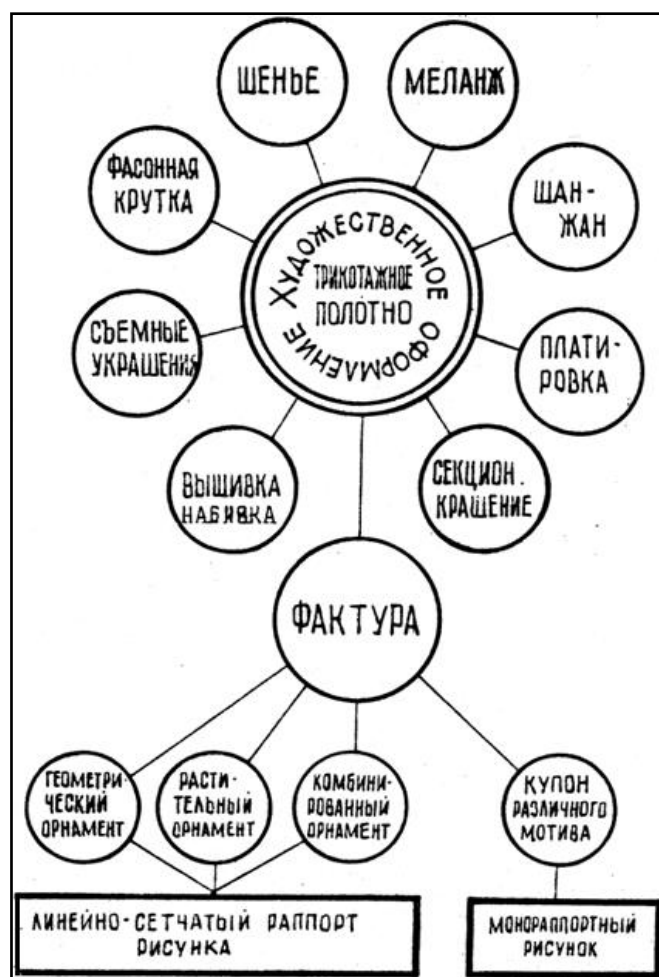 ШЕНЬЕ
МЕЛАНЖ
ФАСОННАЯ
КРУТКА
ШАН-
ЖАН
ХУДОЖЕСТВЕННОЕ ОФОРМЛЕНИЕ
ТРИКОТАЖНОЕ
ПОЛОТНО
СЪЕМНЫЕ
УКРАШЕНИЯ
ПЛАТИ-
РОВКА
ВЫШИВКА
НАБИВКА
СЕКЦИОН.
КРАШЕНИЕ
ФАКТУРА
ГЕОМЕТРИ-
ЧЕСКИЙ
ОРНАМЕНТ
РАСТИ-
ТЕЛЬНЫЙ
ОРНАМЕНТ
КОМБИНИ-
РОВАННЫЙ
ОРНАМЕНТ
КУПОН
РАЗЛИЧНОГО
МОТИВА
ЛИНЕЙНО-СЕТЧАТЫЙ РАППОРТ
РИСУНКА
МОНОРАППОРТНЫЙ
РИСУНОК